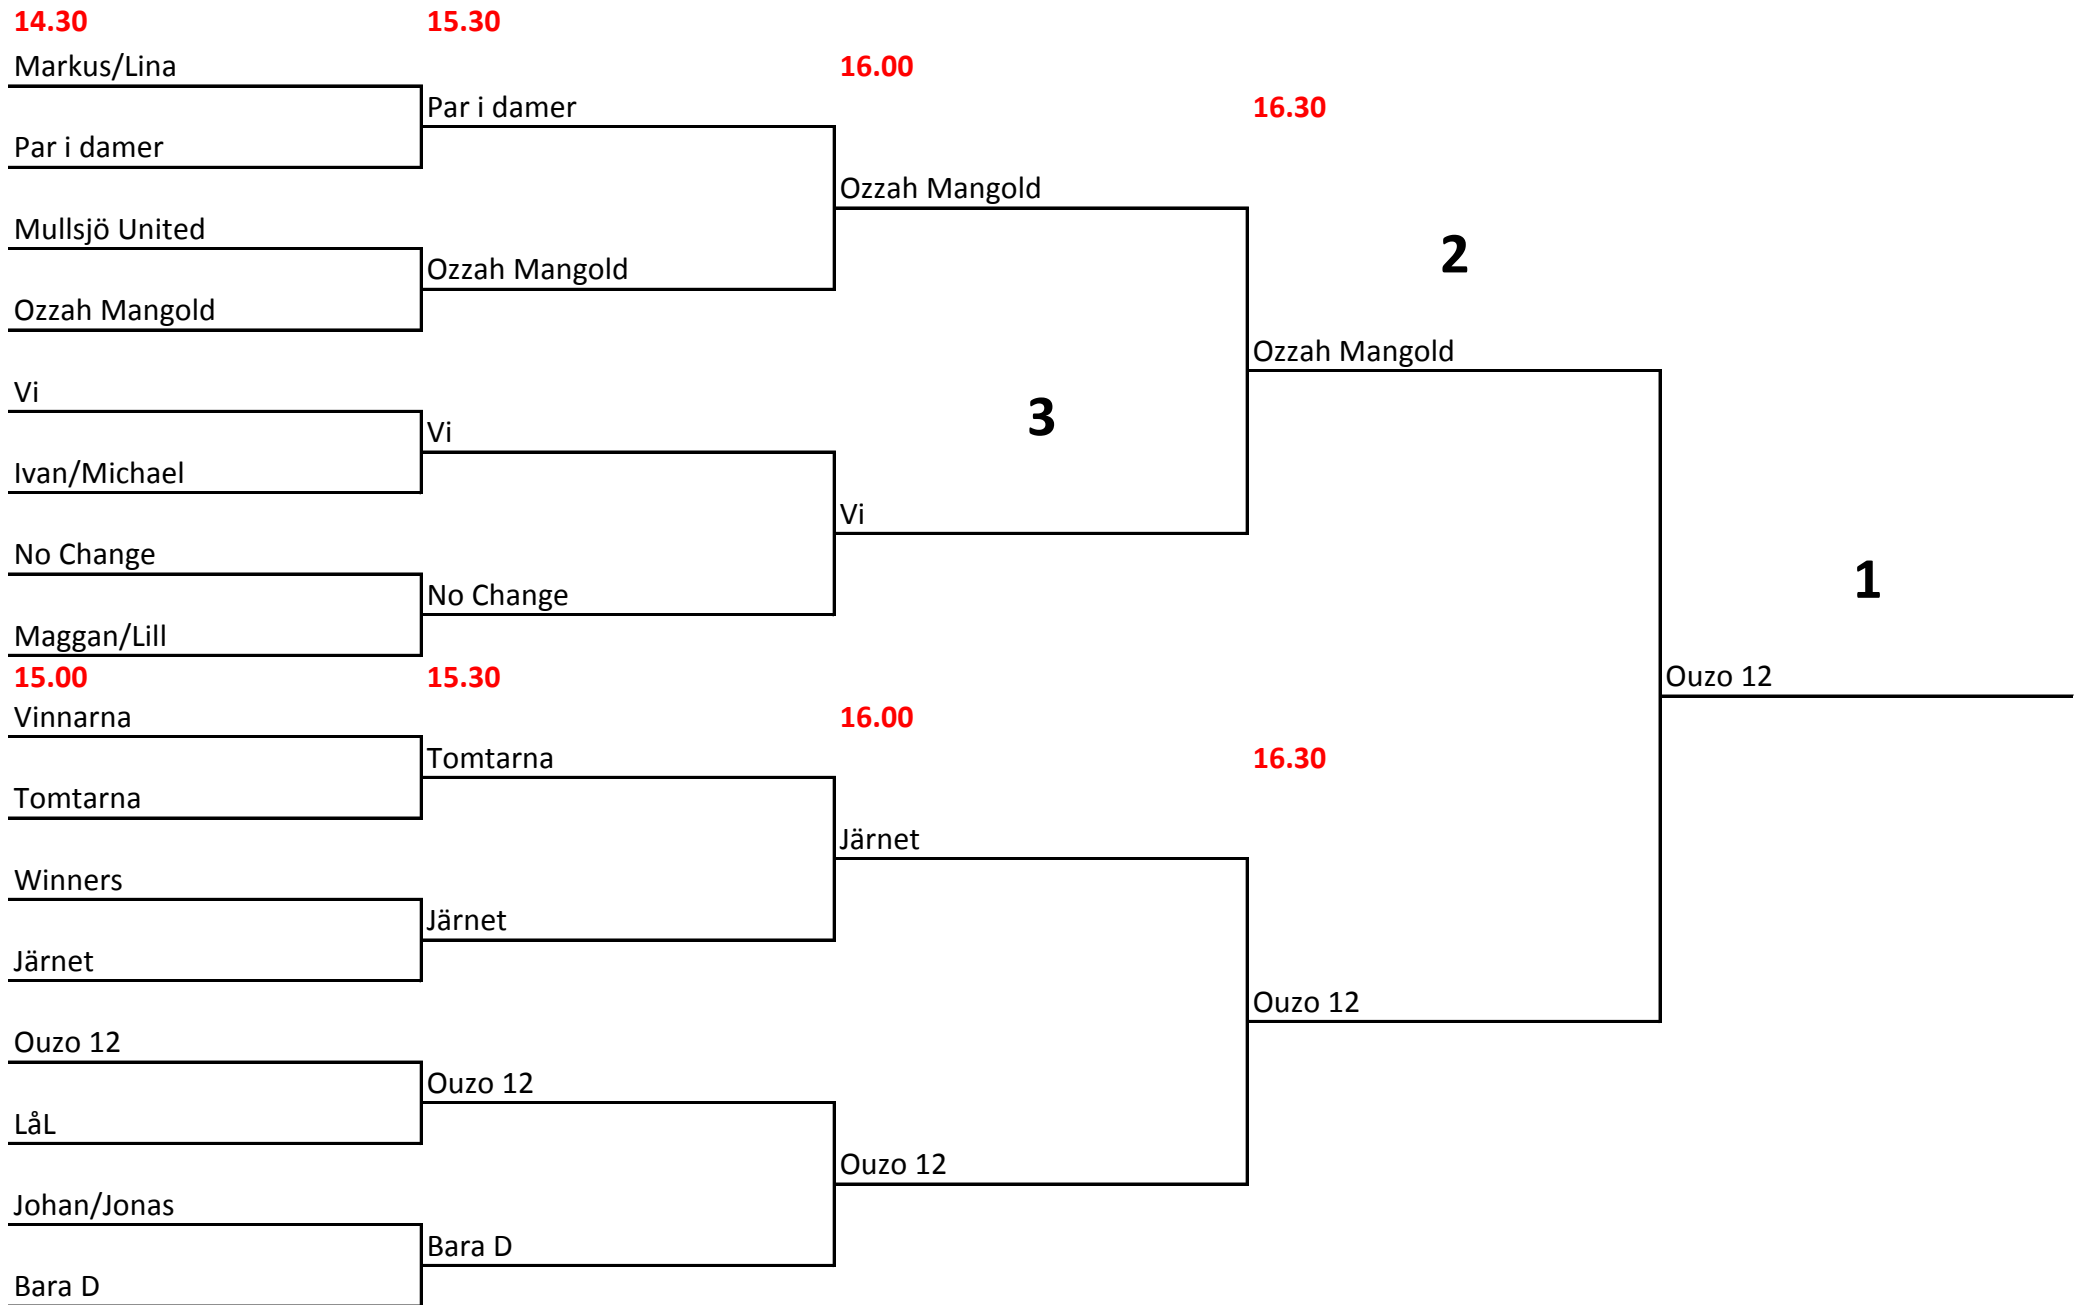 14.30 15.30
Markus/Lina 16.00
Par i damer 16.30
Par i damer
Ozzah Mangold
Mullsjö United 2
Ozzah Mangold
Ozzah Mangold
Ozzah Mangold
Vi 3
Vi
Ivan/Michael
Vi
No Change 1
No Change
Maggan/Lill
15.00 15.30 Ouzo 12
Vinnarna 16.00
Tomtarna 16.30
Tomtarna
Järnet
Winners
Järnet
Järnet
Ouzo 12
Ouzo 12
Ouzo 12
LåL
Ouzo 12
Johan/Jonas
Bara D
Bara D